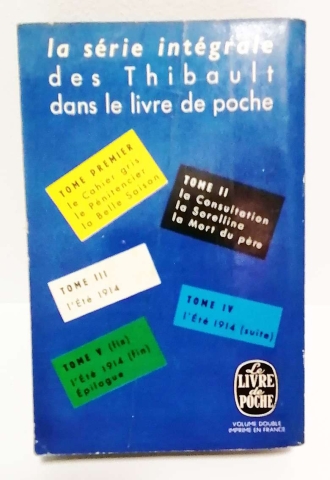 la série intégrale
des Thibault
dans le livre de poche
TOME PREMIER
le Cahier gris
le Pénitencier
la Belle Saison
TOME II
la Consultation
la Sorellina
la Mort du père
TOME III
l'Été 1914
TOME IV
l'Été 1914 (suite)
TOME V (fin)
l'Été 1914 (fin)
Épilogue
Le
LIVRE
de
POCHE
VOLUME DOUBLE
IMPRIMÉ EN FRANCE